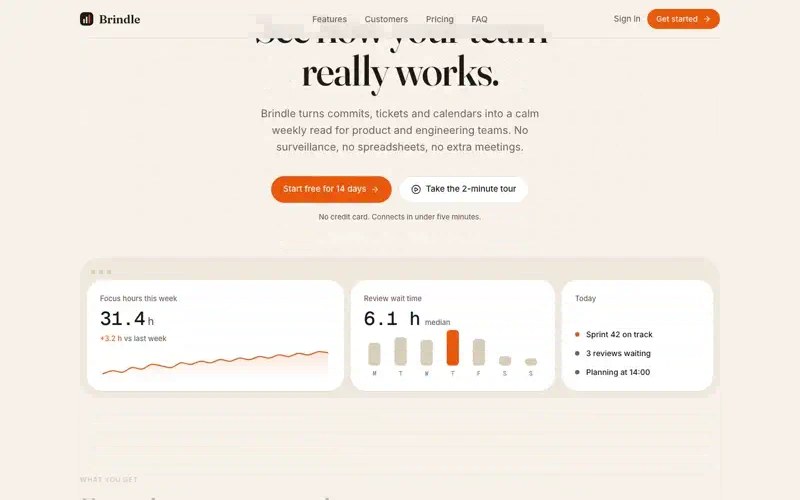 Brindle
Features Customers Pricing FAQ
Sign In Get started
See how your team
really works.
Brindle turns commits, tickets and calendars into a calm
weekly read for product and engineering teams. No
surveillance, no spreadsheets, no extra meetings.
Start free for 14 days
Take the 2-minute tour
No credit card. Connects in under five minutes.
Focus hours this week
31.4 h
+3.2 h vs last week
Review wait time
6.1 h median
M T W T F S S
Today
Sprint 42 on track
3 reviews waiting
Planning at 14:00
WHAT YOU GET